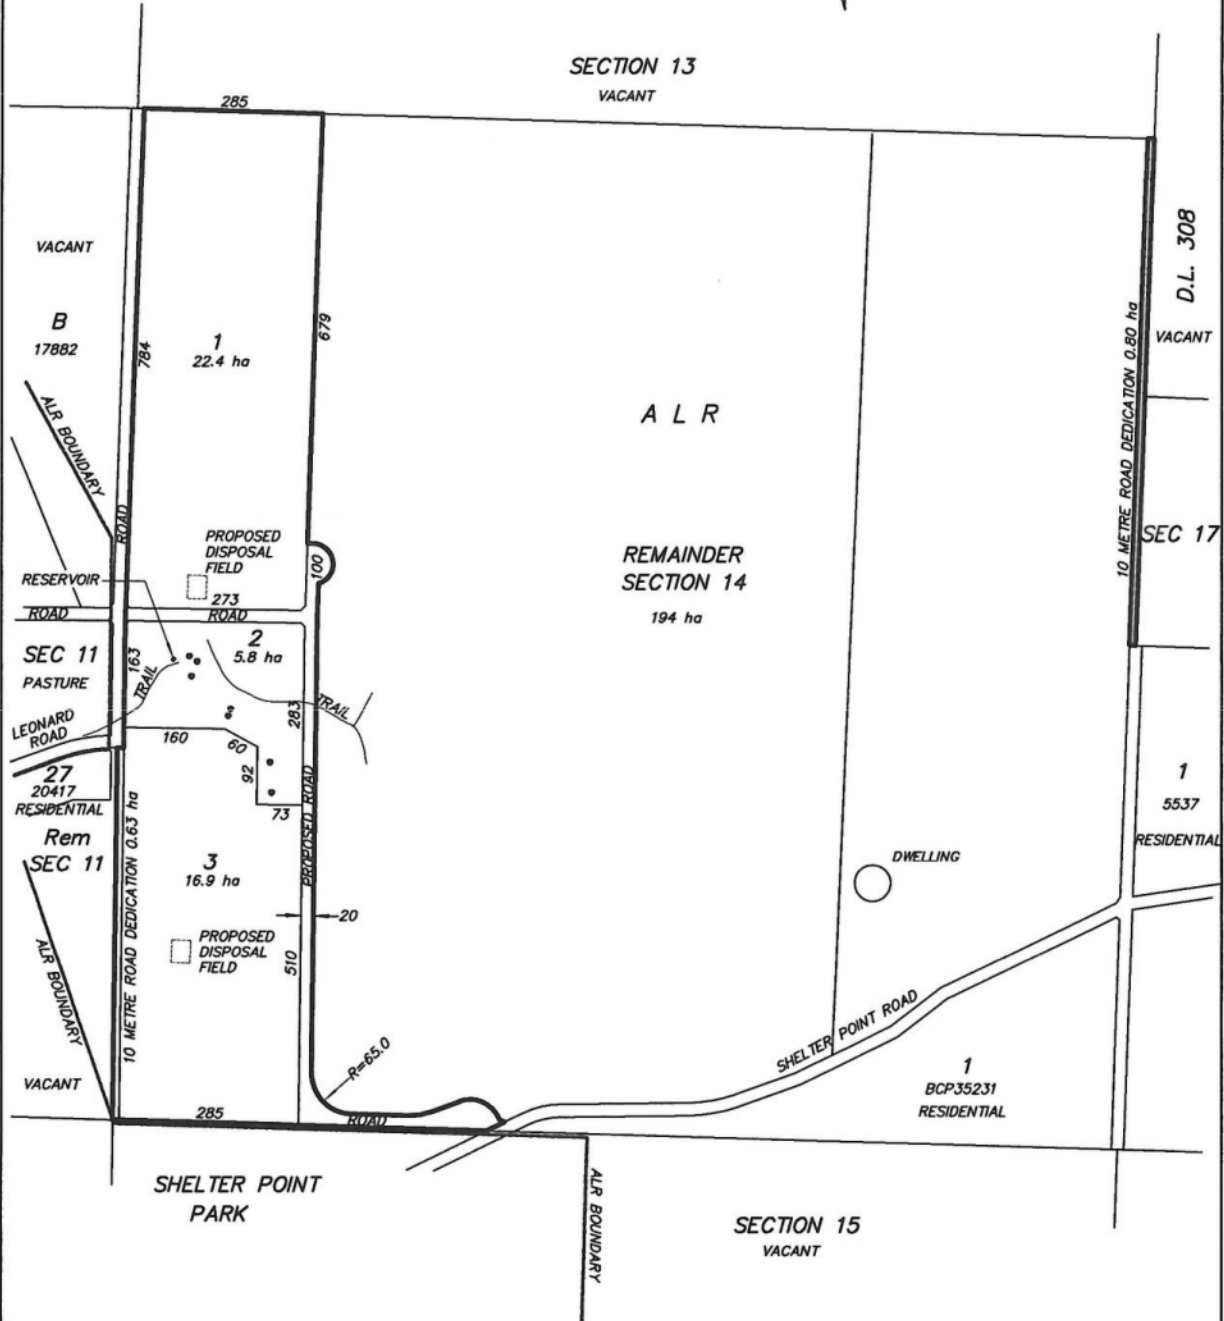 SECTION 13
VACANT
285
VACANT
B
17882
784
1
22.4 ha
679
D.L. 308
VACANT
10 METRE ROAD DEDICATION 0.80 ha
A L R
ALR BOUNDARY
ROAD
PROPOSED
DISPOSAL
FIELD
100
REMAINDER
SECTION 14
194 ha
SEC 17
RESERVOIR
273
ROAD
ROAD
2
5.8 ha
SEC 11
PASTURE
163
TRAIL
TRAIL
283
LEONARD
ROAD
160
60
92
73
27
20417
RESIDENTIAL
Rem
SEC 11
10 METRE ROAD DEDICATION 0.63 ha
PROPOSED ROAD
1
5537
RESIDENTIAL
3
16.9 ha
DWELLING
20
PROPOSED
DISPOSAL
FIELD
510
ALR BOUNDARY
VACANT
R=65.0
SHELTER POINT ROAD
1
BCP35231
RESIDENTIAL
285
ROAD
SHELTER POINT
PARK
ALR BOUNDARY
SECTION 15
VACANT